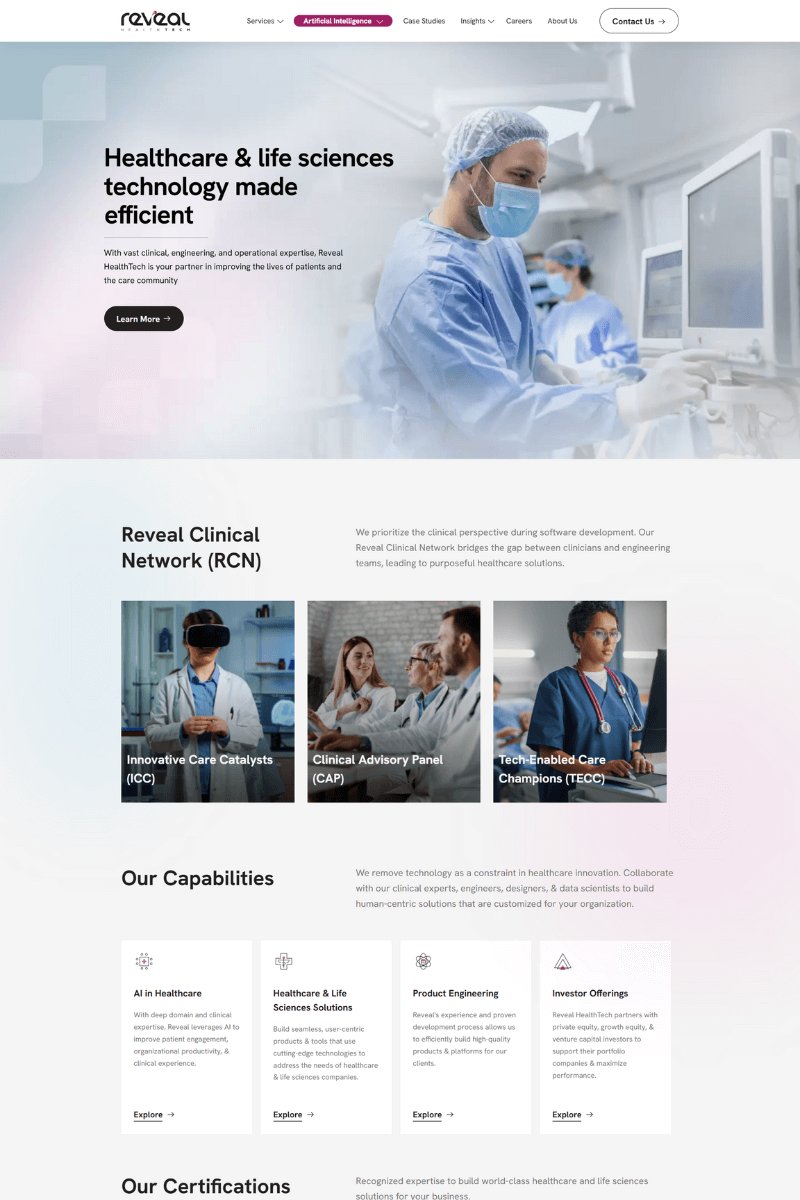 reveal
HEALTHTECH
Services
Artificial Intelligence
Case Studies
Insights
Careers
About Us
Contact Us →
Healthcare & life sciences
technology made
efficient
With vast clinical, engineering, and operational expertise, Reveal
HealthTech is your partner in improving the lives of patients and
the care community
Learn More →
Reveal Clinical
Network (RCN)
We prioritize the clinical perspective during software development. Our
Reveal Clinical Network bridges the gap between clinicians and engineering
teams, leading to purposeful healthcare solutions.
Innovative Care Catalysts
(ICC)
Clinical Advisory Panel
(CAP)
Tech-Enabled Care
Champions (TECC)
Our Capabilities
We remove technology as a constraint in healthcare innovation. Collaborate
with our clinical experts, engineers, designers, & data scientists to build
human-centric solutions that are customized for your organization.
AI in Healthcare
With deep domain and clinical
expertise, Reveal leverages AI to
improve patient engagement,
organizational productivity, &
clinical experience.
Explore →
Healthcare & Life
Sciences Solutions
Build seamless, user-centric
products & tools that use
cutting-edge technologies to
address the needs of healthcare
& life sciences companies.
Explore →
Product Engineering
Reveal's experience and proven
development process allows us
to efficiently build high-quality
products & platforms for our
clients.
Explore →
Investor Offerings
Reveal HealthTech partners with
private equity, growth equity, &
venture capital investors to
support their portfolio
companies & maximize
performance.
Explore →
Our Certifications
Recognized expertise to build world-class healthcare and life sciences
solutions for your business.